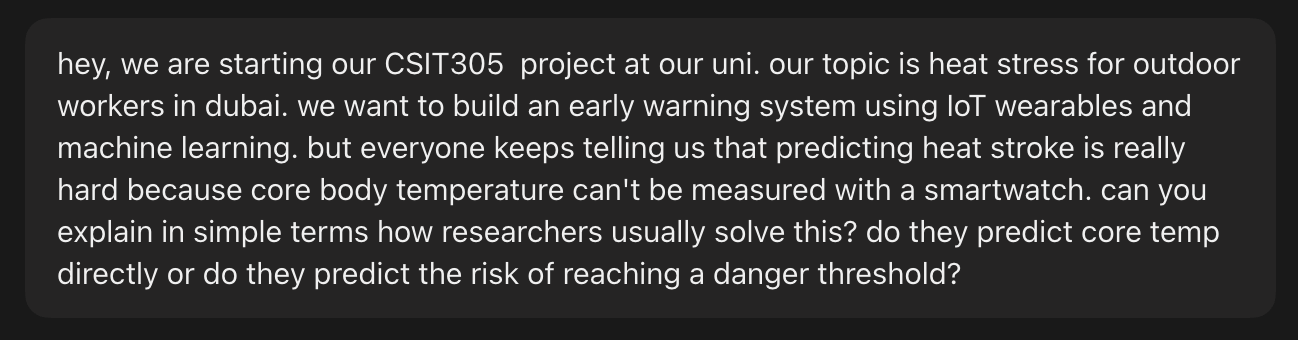 hey, we are starting our CSIT305  project at our uni. our topic is heat stress for outdoor
workers in dubai. we want to build an early warning system using IoT wearables and
machine learning. but everyone keeps telling us that predicting heat stroke is really
hard because core body temperature can't be measured with a smartwatch. can you
explain in simple terms how researchers usually solve this? do they predict core temp
directly or do they predict the risk of reaching a danger threshold?